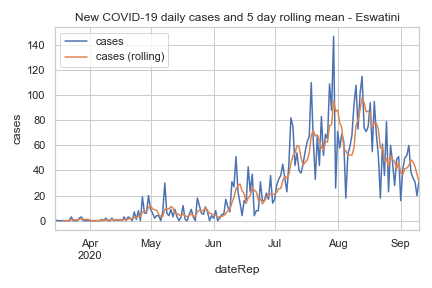 New COVID-19 daily cases and 5 day rolling mean - Eswatini
cases
cases (rolling)
140
120
100
80
60
40
20
0
cases
Apr
2020
May
Jun
Jul
Aug
Sep
dateRep